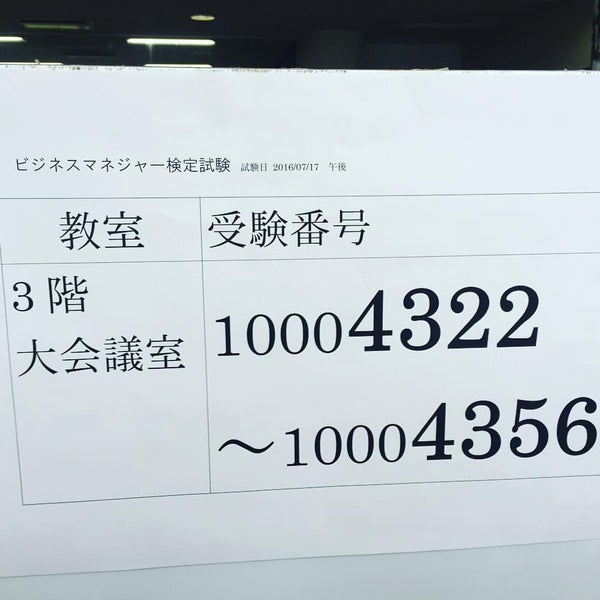 ビジネスマネジャー検定試験 試験日 2016/07/17 午後
教室 受験番号
3階
大会議室
10004322
～10004356